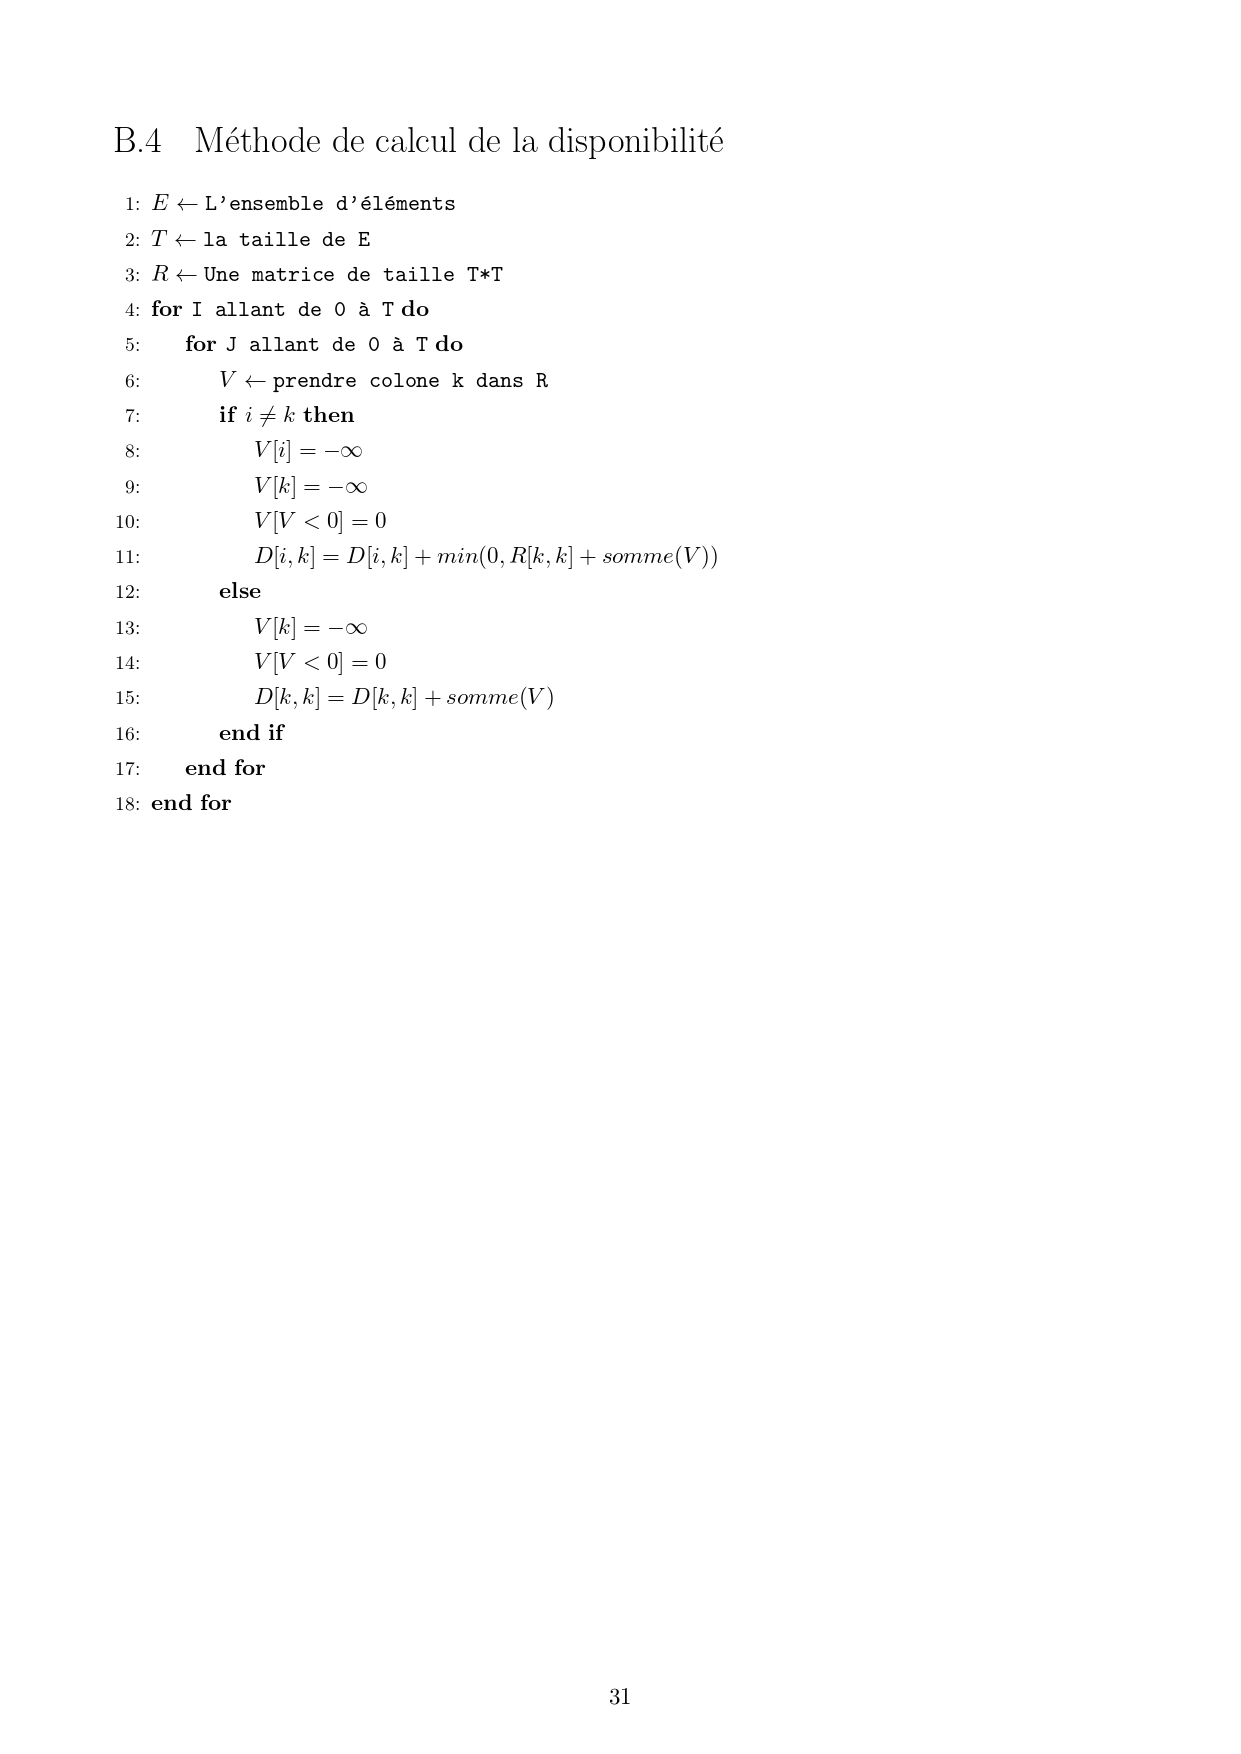 B.4 Méthode de calcul de la disponibilité
1: E ← L'ensemble d'éléments
2: T ← la taille de E
3: R ← Une matrice de taille T*T
4: for I allant de 0 à T do
5: for J allant de 0 à T do
6: V ← prendre colone k dans R
7: if i ≠ k then
8: V[i] = −∞
9: V[k] = −∞
10: V[V < 0] = 0
11: D[i, k] = D[i, k] + min(0, R[k, k] + somme(V))
12: else
13: V[k] = −∞
14: V[V < 0] = 0
15: D[k, k] = D[k, k] + somme(V)
16: end if
17: end for
18: end for
31